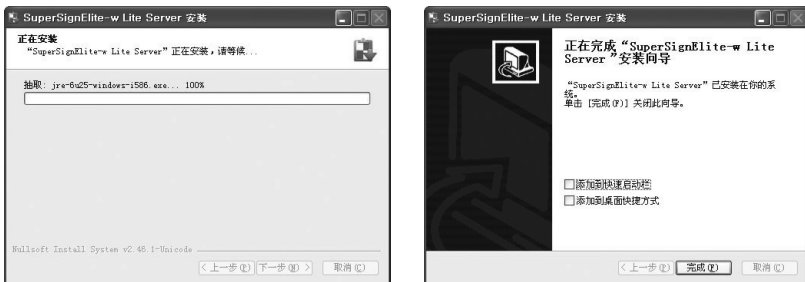 SuperSignElite-w Lite Server 安装
正在安装
“SuperSignElite-w Lite Server”正在安装，请等候...
抽取: jre-6u25-windows-i586.exe... 100%
Nullsoft Install System v2.46.1-Unicode
< 上一步(P) 下一步(N) > 取消(C)
SuperSignElite-w Lite Server 安装
正在完成“SuperSignElite-w Lite
Server”安装向导
“SuperSignElite-w Lite Server”已安装在你的系
统。
单击 [完成(F)] 关闭此向导。
添加到快速启动栏
添加到桌面快捷方式
< 上一步(P) 完成(F) 取消(C)